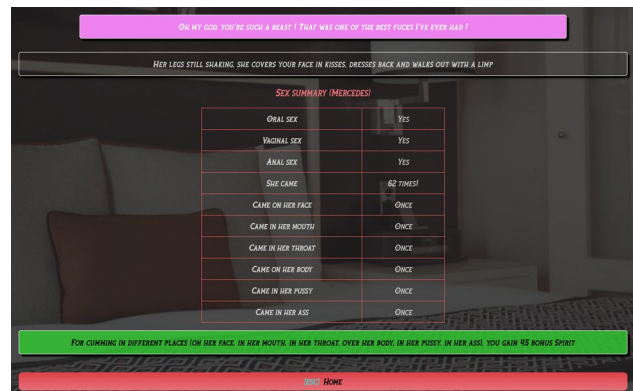 Oh my god, you're such a beast ! That was one of the best fucks I've ever had !
Her legs still shaking, she covers your face in kisses, dresses back and walks out with a limp
Sex summary (Mercedes)
Oral sex Yes
Vaginal sex Yes
Anal sex Yes
She came 62 times!
Came on her face Once
Came in her mouth Once
Came in her throat Once
Came on her body Once
Came in her pussy Once
Came in her ass Once
For cumming in different places (on her face, in her mouth, in her throat, over her body, in her pussy, in her ass), you gain 45 bonus Spirit
[ESC] Home